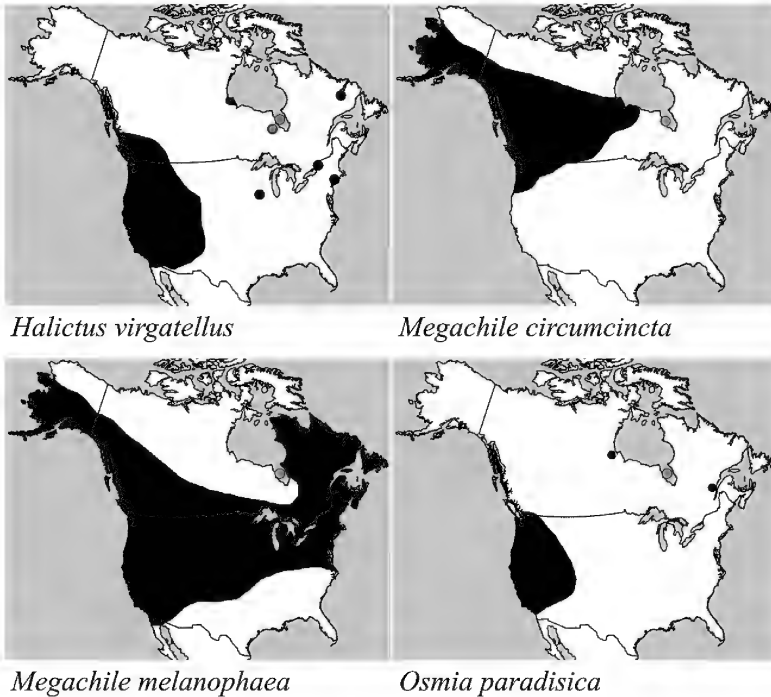 Halictus virgatellus
Megachile circumcincta
Megachile melanophaea
Osmia paradisica